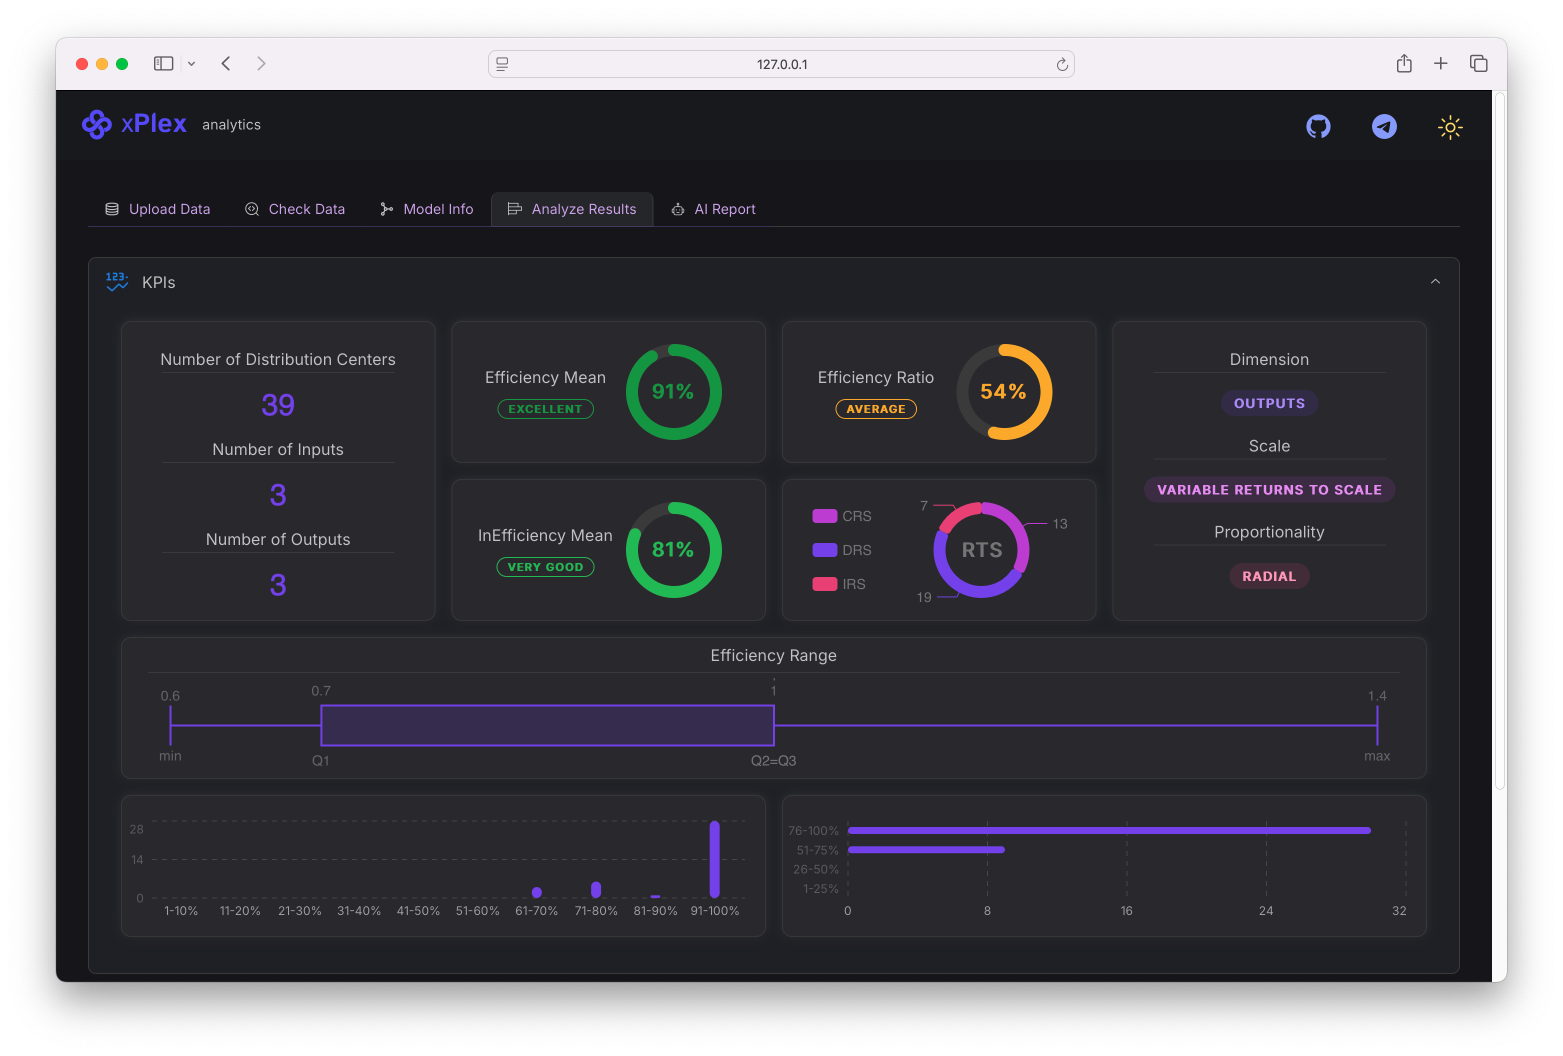 127.0.0.1
xPlex analytics
Upload Data
Check Data
Model Info
Analyze Results
AI Report
123
KPIs
Number of Distribution Centers
39
Number of Inputs
3
Number of Outputs
3
Efficiency Mean
EXCELLENT
91%
Efficiency Ratio
AVERAGE
54%
InEfficiency Mean
VERY GOOD
81%
CRS
DRS
IRS
RTS
7
13
19
Dimension
OUTPUTS
Scale
VARIABLE RETURNS TO SCALE
Proportionality
RADIAL
Efficiency Range
0.6
0.7
1
1.4
min
Q1
Q2=Q3
max
28
14
0
1-10%
11-20%
21-30%
31-40%
41-50%
51-60%
61-70%
71-80%
81-90%
91-100%
76-100%
51-75%
26-50%
1-25%
0
8
16
24
32